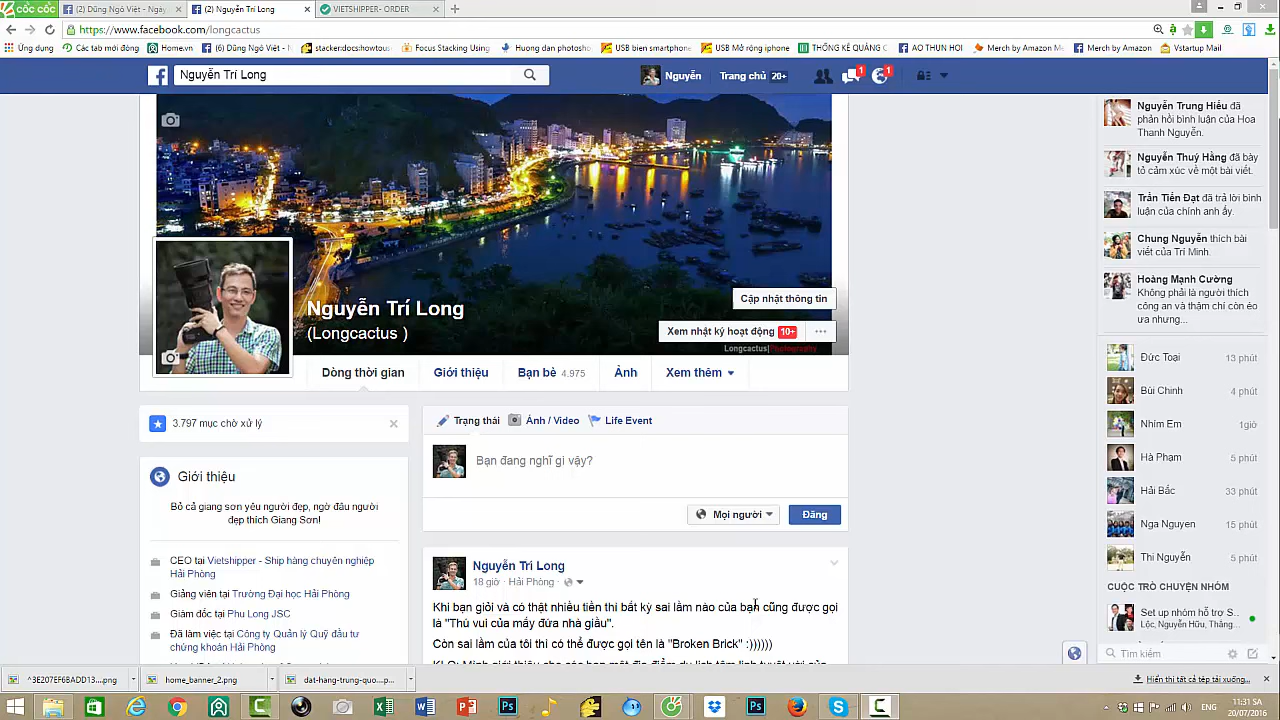 CỐC CỐC
(2) Dũng Ngô Việt - Ngày
(2) Nguyễn Trí Long
VIETSHIPPER- ORDER
https://www.facebook.com/longcactus
Ứng dụng
Các tab mới đóng
Home.vn
(6) Dũng Ngô Việt -
stacker:docs:howtous
Focus Stacking Using
Huong dan photosho
USB bien smartphone
USB Mở rộng iphone
THỐNG KÊ QUẢNG C
AO THUN HOI
Merch by Amazon Me
Merch by Amazon
Vstartup Mail
Nguyễn Trí Long
Nguyễn
Trang chủ 20+
1
1
Nguyễn Trung Hiếu đã
phản hồi bình luận của Hoa
Thanh Nguyễn.
Nguyễn Thuý Hằng đã bày
tỏ cảm xúc về một bài viết.
Trần Tiến Đạt đã trả lời bình
luận của chính anh ấy.
Chung Nguyễn thích bài
viết của Trí Minh.
Hoàng Mạnh Cường
Không phải là người thích
công an và thậm chí còn éo
ưa nhưng...
Nguyễn Trí Long
(Longcactus )
Cập nhật thông tin
Xem nhật ký hoạt động 10+
Longcactus|Photography
Dòng thời gian
Giới thiệu
Bạn bè 4.975
Ảnh
Xem thêm
Đức Toại 13 phút
Bùi Chinh 4 phút
Nhím Em 1giờ
Hà Phạm 5 phút
Hải Bắc 33 phút
Nga Nguyen 15 phút
Thi Nguyễn 5 phút
CUỘC TRÒ CHUYỆN NHÓM
Set up nhóm hỗ trợ S..
Lộc, Nguyễn Hữu, Thăng...
Tìm kiếm
3.797 mục chờ xử lý
Giới thiệu
Bỏ cả giang sơn yêu người đẹp, ngờ đâu người
đẹp thích Giang Sơn!
CEO tại Vietshipper - Ship hàng chuyên nghiệp
Hải Phòng
Giảng viên tại Trường Đại học Hải Phòng
Giám đốc tại Phu Long JSC
Đã làm việc tại Công ty Quản lý Quỹ đầu tư
chứng khoán Hải Phòng
Trạng thái
Ảnh / Video
Life Event
Bạn đang nghĩ gì vậy?
Mọi người
Đăng
Nguyễn Trí Long
18 giờ · Hải Phòng ·
Khi bạn giỏi và có thật nhiều tiền thì bất kỳ sai lầm nào của bạn cũng được gọi
là "Thú vui của mấy đứa nhà giầu".
Còn sai lầm của tôi thì có thể được gọi tên là "Broken Brick" :))))))
^3E207EF6BADD13....png
home_banner_2.png
dat-hang-trung-quo....p...
Hiển thị tất cả tệp tải xuống...
11:31 SA
20/07/2016